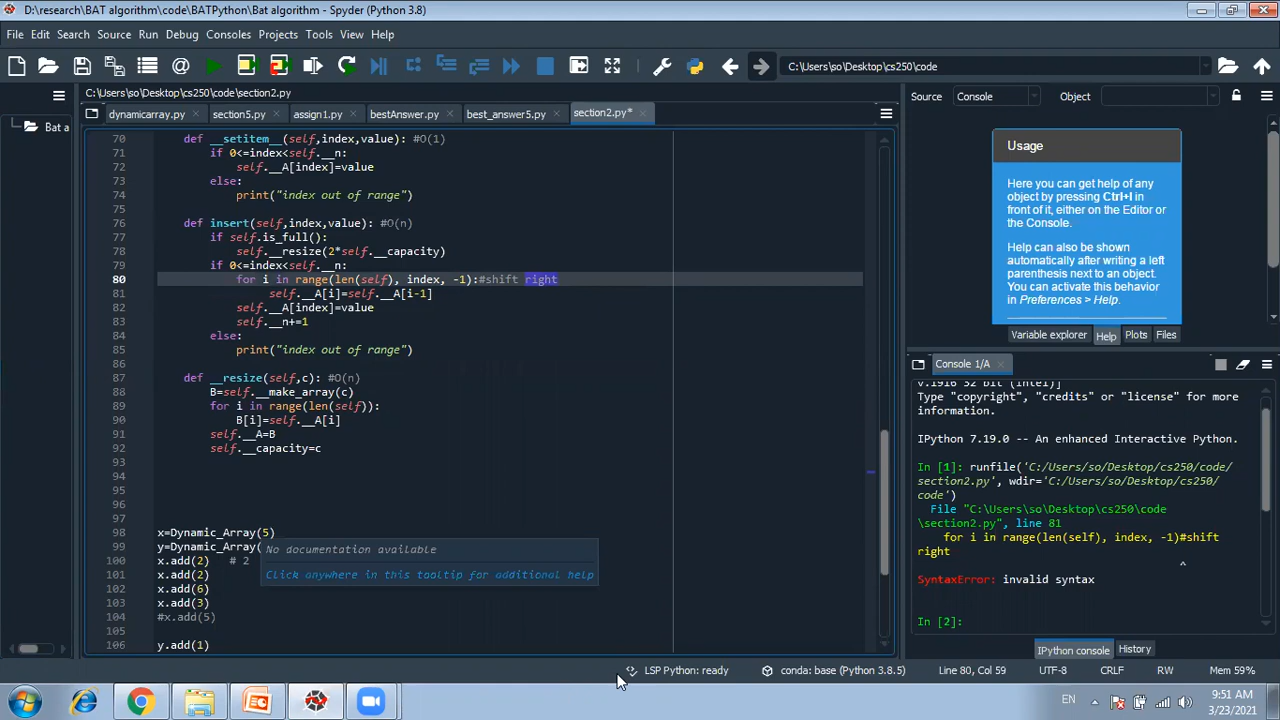 D:\research\BAT algorithm\code\BATPython\Bat algorithm - Spyder (Python 3.8)
File Edit Search Source Run Debug Consoles Projects Tools View Help
C:\Users\so\Desktop\cs250\code
C:\Users\so\Desktop\cs250\code\section2.py
Bat a
dynamicarray.py section5.py assign1.py bestAnswer.py best_answer5.py section2.py*
70 def __setitem__(self,index,value): #O(1)
71 if 0<=index<self.__n:
72 self.__A[index]=value
73 else:
74 print("index out of range")
75
76 def insert(self,index,value): #O(n)
77 if self.is_full():
78 self.__resize(2*self.__capacity)
79 if 0<=index<self.__n:
80 for i in range(len(self), index, -1):#shift right
81 self.__A[i]=self.__A[i-1]
82 self.__A[index]=value
83 self.__n+=1
84 else:
85 print("index out of range")
86
87 def __resize(self,c): #O(n)
88 B=self.__make_array(c)
89 for i in range(len(self)):
90 B[i]=self.__A[i]
91 self.__A=B
92 self.__capacity=c
93
94
95
96
97
98 x=Dynamic_Array(5)
99 y=Dynamic_Array(
100 x.add(2) # 2
101 x.add(2)
102 x.add(6)
103 x.add(3)
104 #x.add(5)
105
106 y.add(1)
No documentation available
Click anywhere in this tooltip for additional help
Source Console Object
Usage
Here you can get help of any
object by pressing Ctrl+I in
front of it, either on the Editor or
the Console.
Help can also be shown
automatically after writing a left
parenthesis next to an object.
You can activate this behavior
in Preferences > Help.
Variable explorer Help Plots Files
Console 1/A
v.1916 32 bit (Intel)]
Type "copyright", "credits" or "license" for more
information.
IPython 7.19.0 -- An enhanced Interactive Python.
In [1]: runfile('C:/Users/so/Desktop/cs250/code/
section2.py', wdir='C:/Users/so/Desktop/cs250/
code')
File "C:\Users\so\Desktop\cs250\code
\section2.py", line 81
for i in range(len(self), index, -1)#shift
right
^
SyntaxError: invalid syntax
In [2]:
IPython console History
LSP Python: ready conda: base (Python 3.8.5) Line 80, Col 59 UTF-8 CRLF RW Mem 59%
EN 9:51 AM
3/23/2021